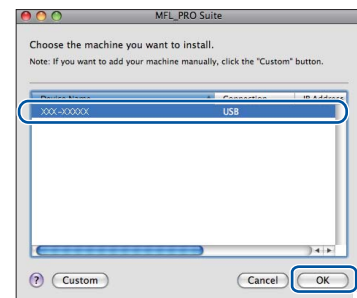 MFL_PRO Suite
Choose the machine you want to install.
Note: If you want to add your machine manually, click the "Custom" button.
Device Name Connection IP Address
XXX-XXXXX USB
? Custom Cancel OK